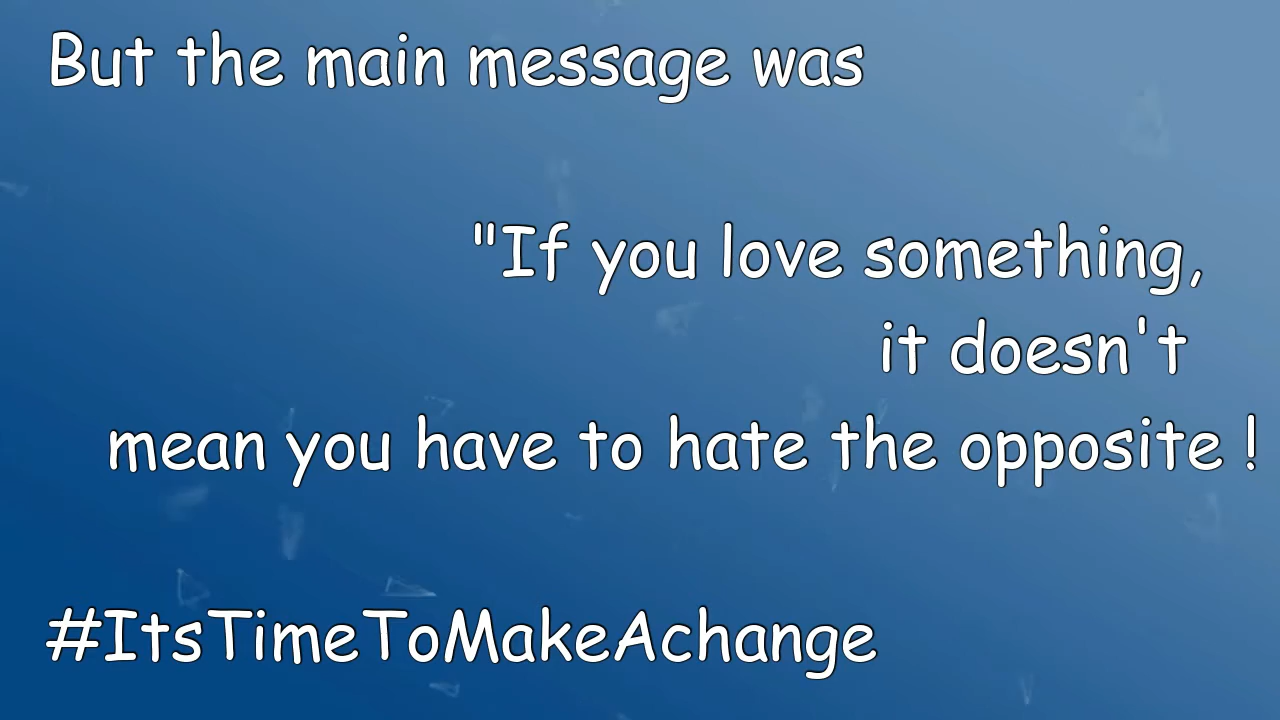 But the main message was
"If you love something,
it doesn't
mean you have to hate the opposite !
#ItsTimeToMakeAchange